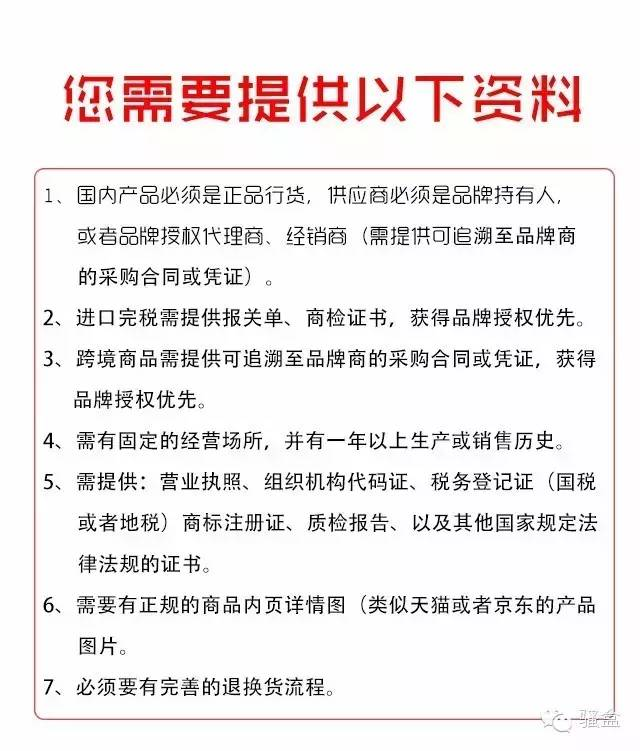 您需要提供以下资料
1、国内产品必须是正品行货，供应商必须是品牌持有人，
或者品牌授权代理商、经销商（需提供可追溯至品牌商
的采购合同或凭证）。
2、进口完税需提供报关单、商检证书，获得品牌授权优先。
3、跨境商品需提供可追溯至品牌商的采购合同或凭证，获得
品牌授权优先。
4、需有固定的经营场所，并有一年以上生产或销售历史。
5、需提供：营业执照、组织机构代码证、税务登记证（国税
或者地税）商标注册证、质检报告、以及其他国家规定法
律法规的证书。
6、需要有正规的商品内页详情图（类似天猫或者京东的产品
图片。
7、必须要有完善的退换货流程。
骚盒